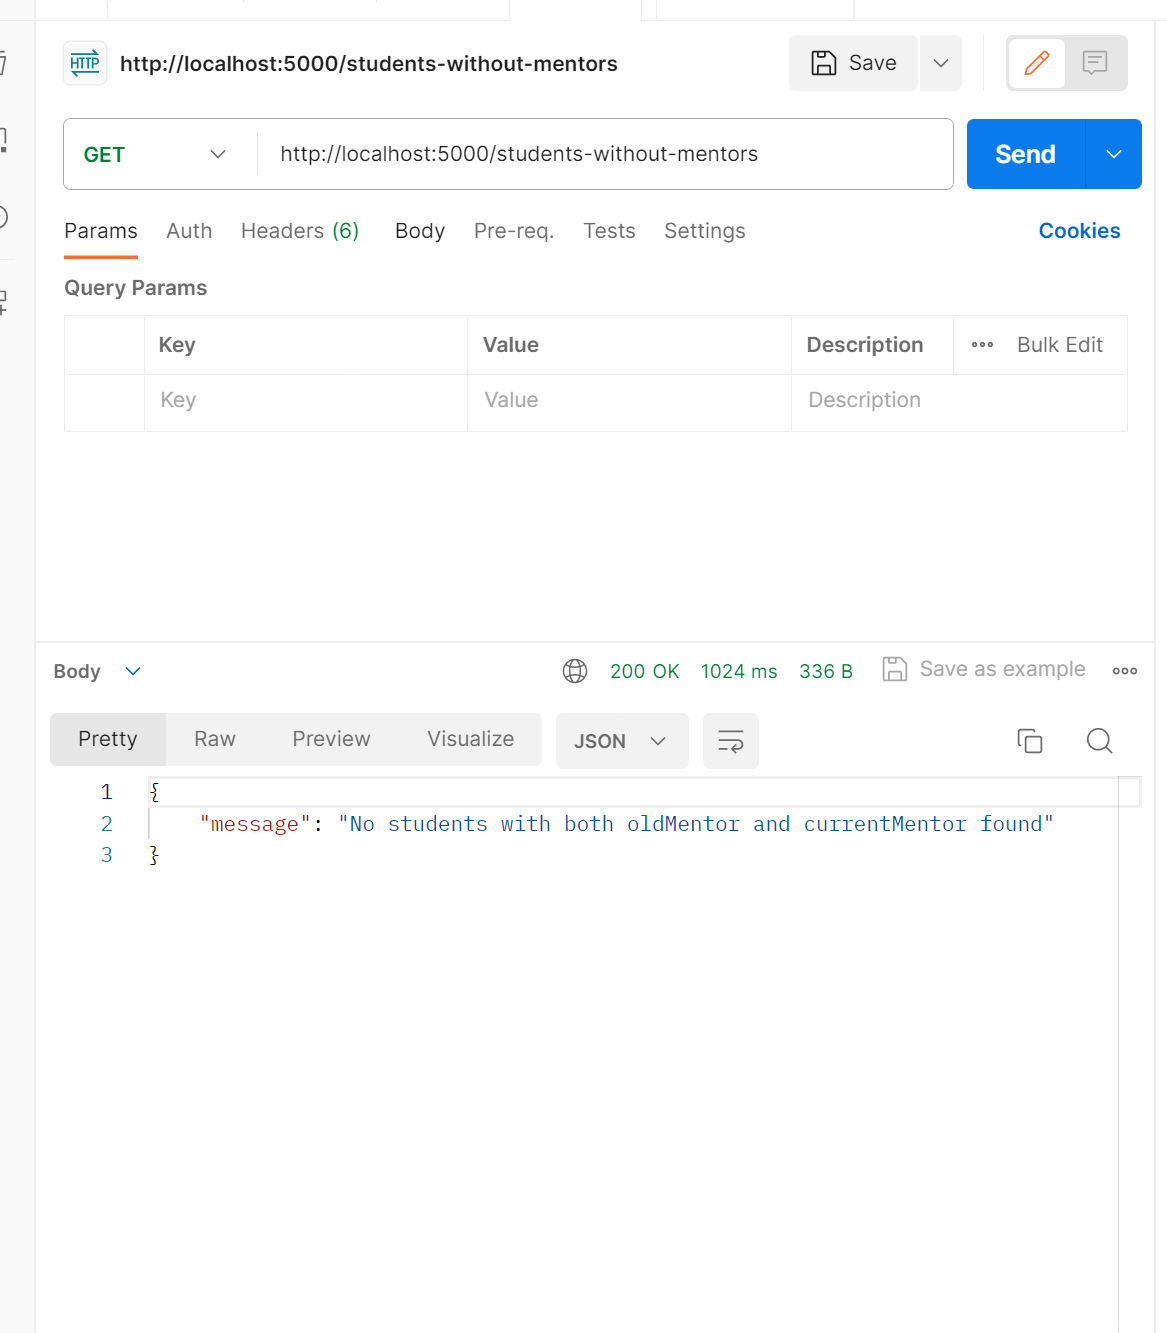 HTTP http://localhost:5000/students-without-mentors Save
GET http://localhost:5000/students-without-mentors Send
Params Auth Headers (6) Body Pre-req. Tests Settings Cookies
Query Params
Key Value Description ••• Bulk Edit
Key Value Description
Body 200 OK 1024 ms 336 B Save as example
Pretty Raw Preview Visualize JSON
1 {
2 "message": "No students with both oldMentor and currentMentor found"
3 }